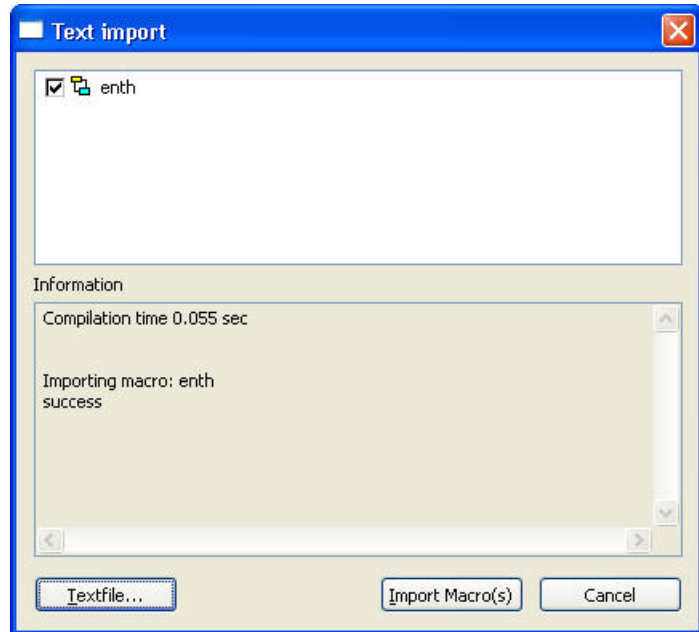 Text import
enth
Information
Compilation time 0.055 sec
Importing macro: enth
success
Textfile...
Import Macro(s)
Cancel